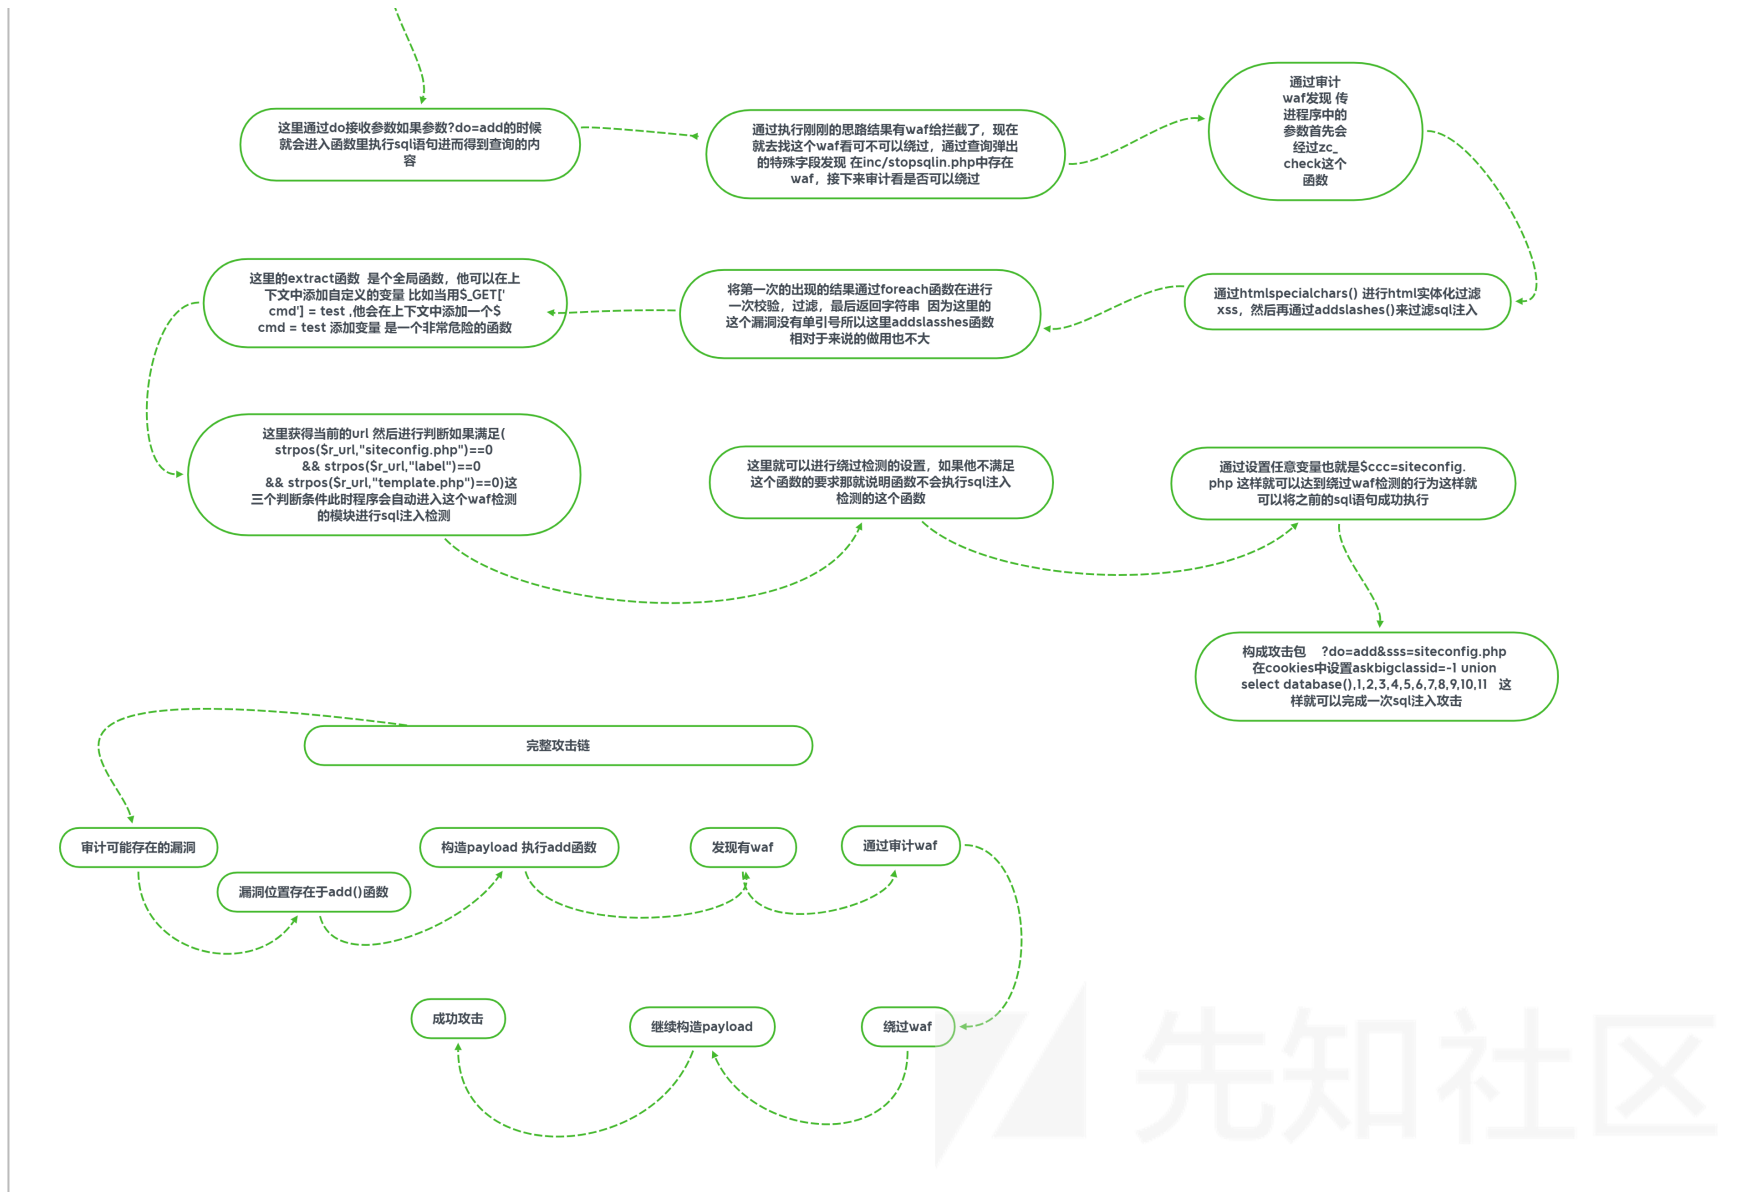 这里通过do接收参数如果参数?do=add的时候
就会进入函数里执行sql语句进而得到查询的内
容
通过执行刚刚的思路结果有waf给拦截了，现在
就去找这个waf看可不可以绕过，通过查询弹出
的特殊字段发现 在inc/stopsqlin.php中存在
waf，接下来审计看是否可以绕过
通过审计
waf发现 传
进程序中的
参数首先会
经过zc_
check这个
函数
通过htmlspecialchars() 进行html实体化过滤
xss，然后再通过addslashes()来过滤sql注入
将第一次的出现的结果通过foreach函数在进行
一次校验，过滤，最后返回字符串  因为这里的
这个漏洞没有单引号所以这里addslasshes函数
相对于来说的做用也不大
这里的extract函数  是个全局函数，他可以在上
下文中添加自定义的变量 比如当用$_GET['
cmd'] = test ,他会在上下文中添加一个$
cmd = test 添加变量 是一个非常危险的函数
这里获得当前的url 然后进行判断如果满足(
strpos($r_url,"siteconfig.php")==0
&& strpos($r_url,"label")==0
&& strpos($r_url,"template.php")==0)这
三个判断条件此时程序会自动进入这个waf检测
的模块进行sql注入检测
这里就可以进行绕过检测的设置，如果他不满足
这个函数的要求那就说明函数不会执行sql注入
检测的这个函数
通过设置任意变量也就是$ccc=siteconfig.
php 这样就可以达到绕过waf检测的行为这样就
可以将之前的sql语句成功执行
构成攻击包    ?do=add&sss=siteconfig.php
在cookies中设置askbigclassid=-1 union
select database(),1,2,3,4,5,6,7,8,9,10,11   这
样就可以完成一次sql注入攻击
完整攻击链
审计可能存在的漏洞
漏洞位置存在于add()函数
构造payload 执行add函数
发现有waf
通过审计waf
绕过waf
继续构造payload
成功攻击
先知社区